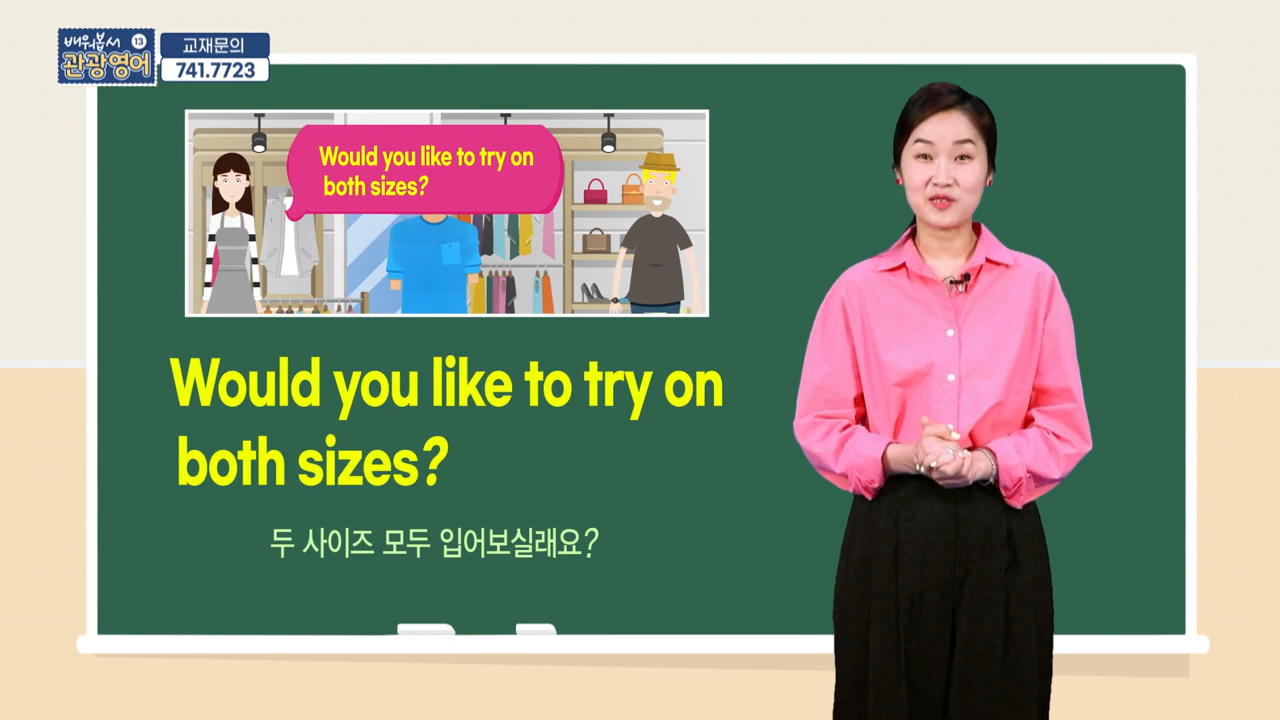 배워봅서 13
관광영어
교재문의
741.7723
Would you like to try on
both sizes?
Would you like to try on
both sizes?
두 사이즈 모두 입어보실래요?